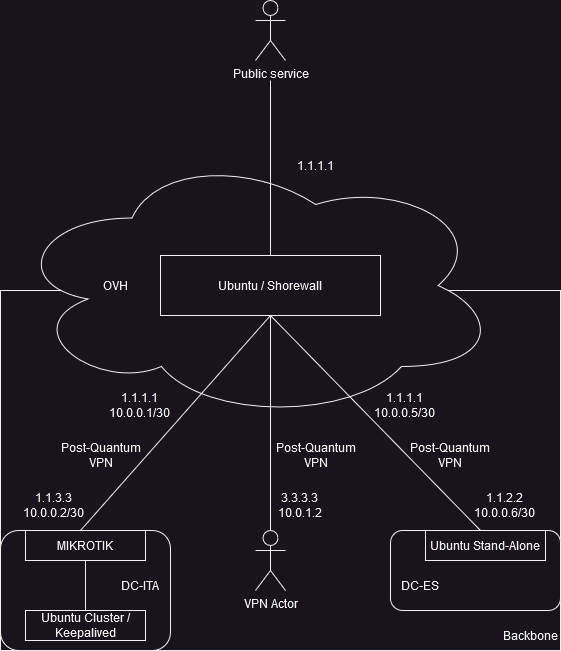 Public service
1.1.1.1
OVH
Ubuntu / Shorewall
1.1.1.1
10.0.0.1/30
1.1.1.1
10.0.0.5/30
Post-Quantum
VPN
Post-Quantum
VPN
Post-Quantum
VPN
1.1.3.3
10.0.0.2/30
3.3.3.3
10.0.1.2
1.1.2.2
10.0.0.6/30
MIKROTIK
Ubuntu Stand-Alone
DC-ITA
DC-ES
VPN Actor
Ubuntu Cluster /
Keepalived
Backbone